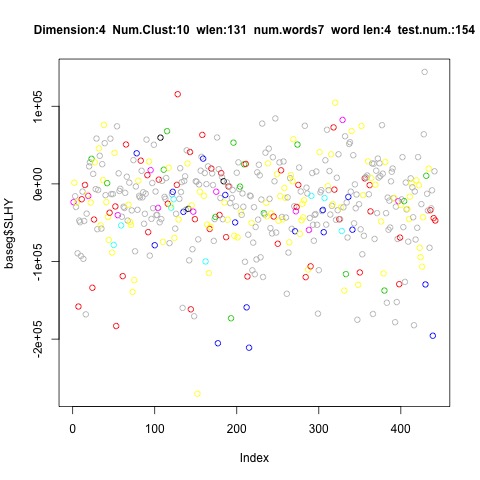 Dimension:4 Num.Clust:10 wlen:131 num.words7 word len:4 test.num.:154
baseg$SLHY
1e+05
0e+00
-1e+05
-2e+05
0 100 200 300 400
Index